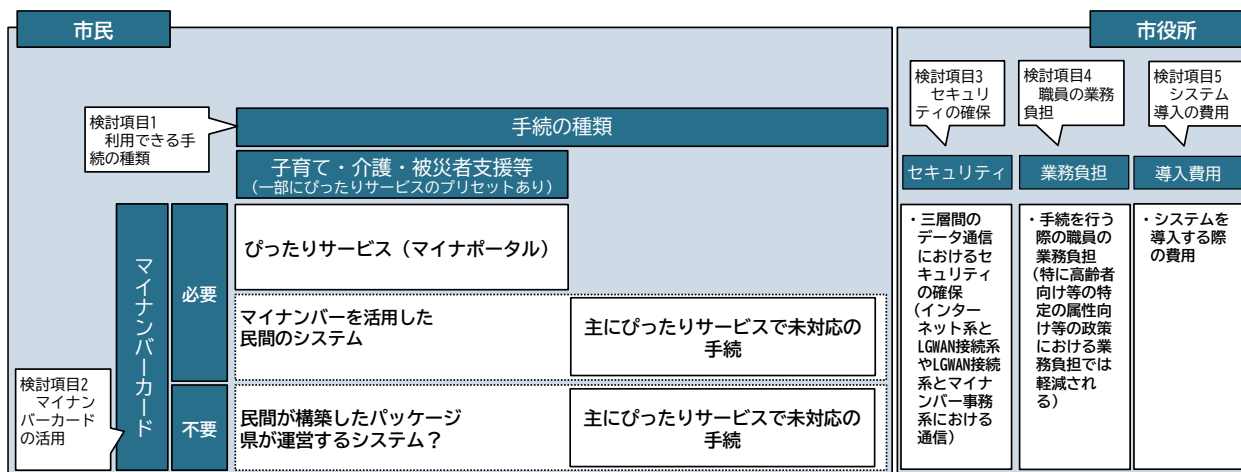 市民
市役所
検討項目1
利用できる手
続の種類
手続の種類
子育て・介護・被災者支援等
(一部にぴったりサービスのプリセットあり)
マイナンバーカード
必要
ぴったりサービス(マイナポータル)
マイナンバーを活用した
民間のシステム
主にぴったりサービスで未対応の
手続
検討項目2
マイナン
バーカード
の活用
不要
民間が構築したパッケージ
県が運営するシステム?
主にぴったりサービスで未対応の
手続
検討項目3
セキュリ
ティの確保
検討項目4
職員の業務
負担
検討項目5
システム
導入の費用
セキュリティ
業務負担
導入費用
・三層間の
データ通信
におけるセ
キュリティ
の確保
(インター
ネット系と
LGWAN接続系
やLGWAN接続
系とマイナ
ンバー事務
系における
通信)
・手続を行う
際の職員の
業務負担
(特に高齢者
向け等の特
定の属性向
け等の政策
における業
務負担では
軽減され
る)
・システムを
導入する際
の費用